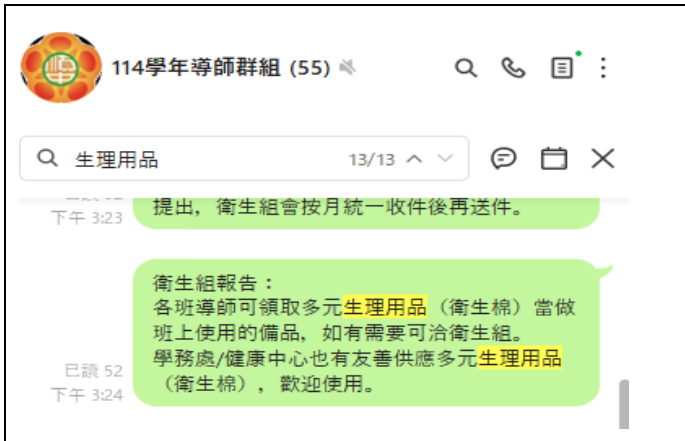 114學年導師群組 (55)
生理用品 13/13
下午 3:23
提出，衛生組會按月統一收件後再送件。
衛生組報告：
各班導師可領取多元生理用品（衛生棉）當做
班上使用的備品，如有需要可洽衛生組。
學務處/健康中心也有友善供應多元生理用品
（衛生棉），歡迎使用。
已讀 52
下午 3:24